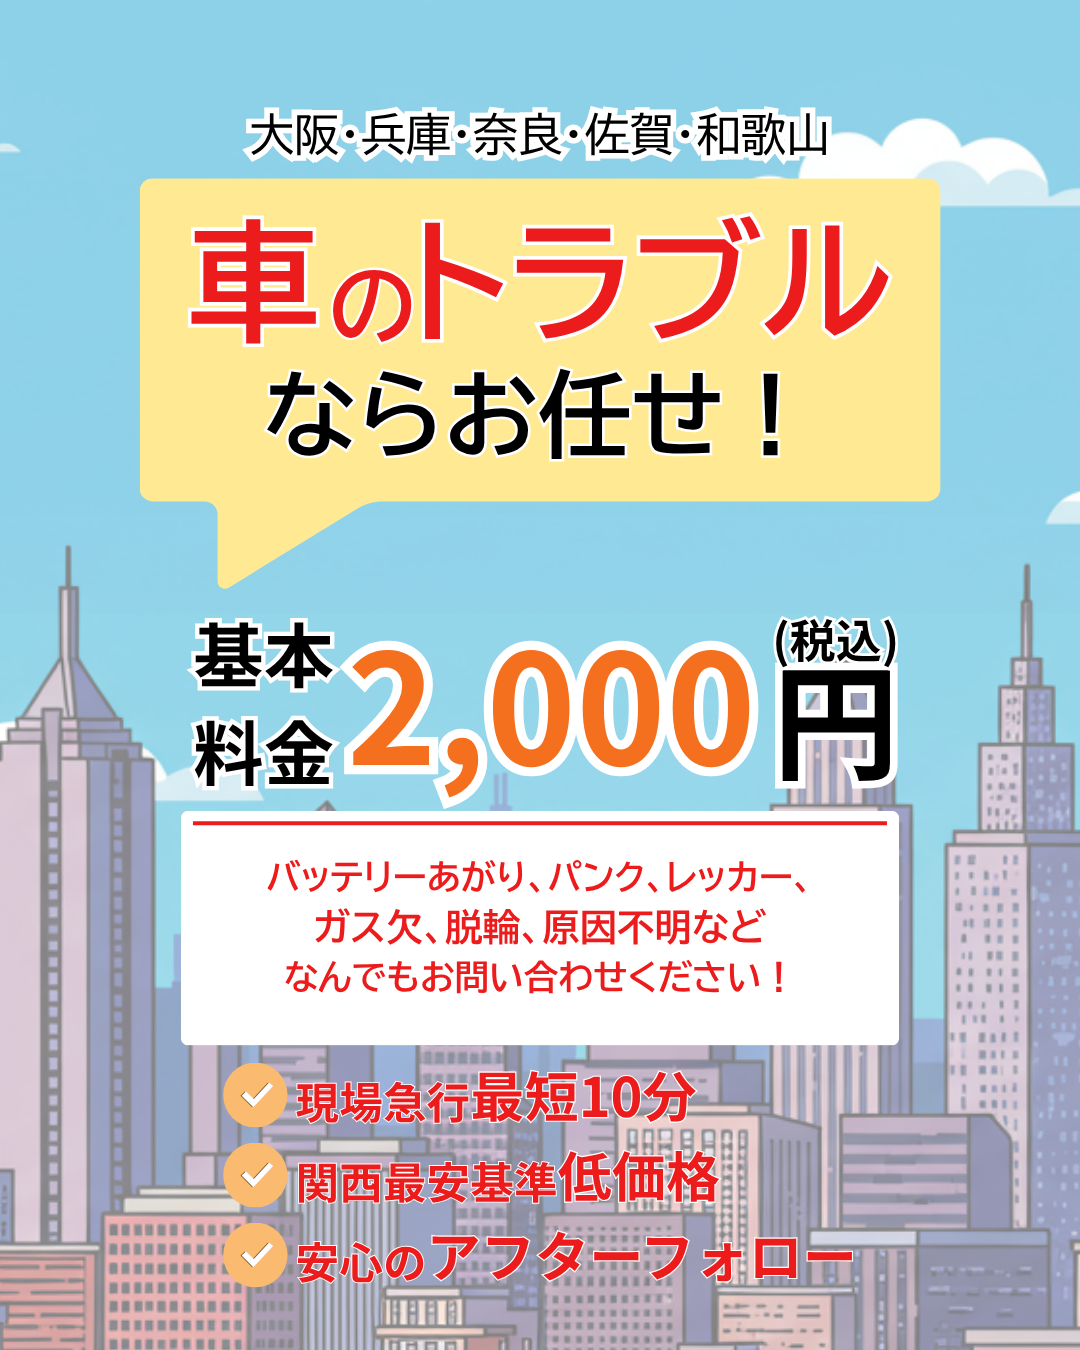 大阪・兵庫・奈良・佐賀・和歌山
車のトラブル
ならお任せ！
基本
料金
2,000
(税込)
円
バッテリーあがり、パンク、レッカー、
ガス欠、脱輪、原因不明など
なんでもお問い合わせください！
現場急行最短10分
関西最安基準低価格
安心のアフターフォロー